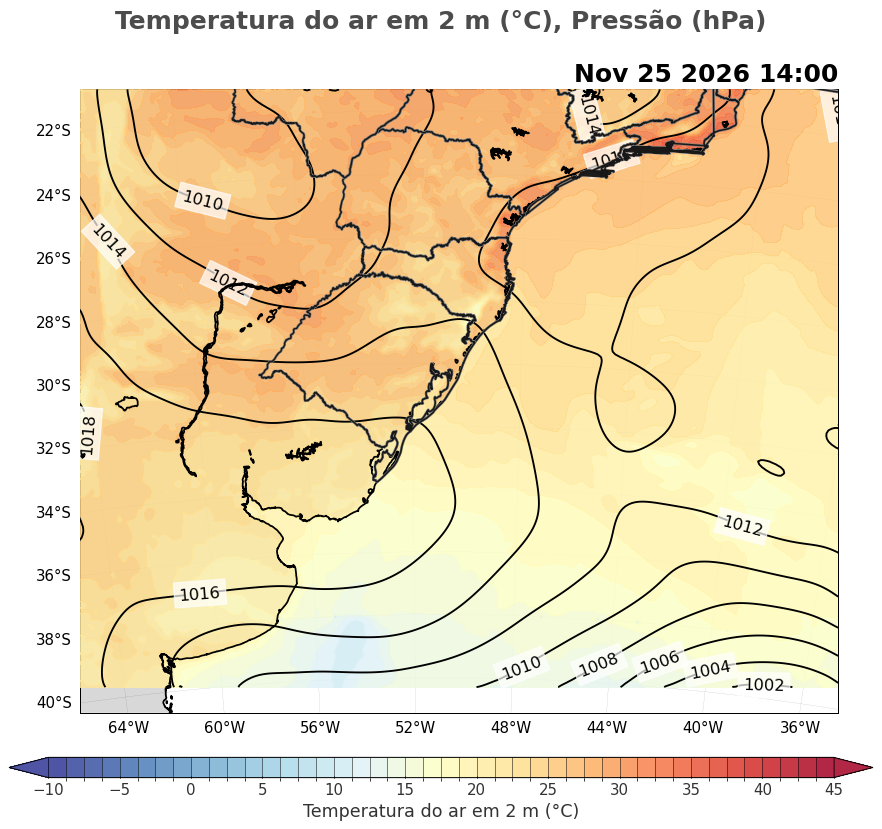 Temperatura do ar em 2 m (°C), Pressão (hPa)
Nov 25 2026 14:00
22°S
24°S
26°S
28°S
30°S
32°S
34°S
36°S
38°S
40°S
1014
1010
1014
1012
1018
1016
1012
1010
1008
1006
1004
1002
64°W
60°W
56°W
52°W
48°W
44°W
40°W
36°W
−10
−5
0
5
10
15
20
25
30
35
40
45
Temperatura do ar em 2 m (°C)